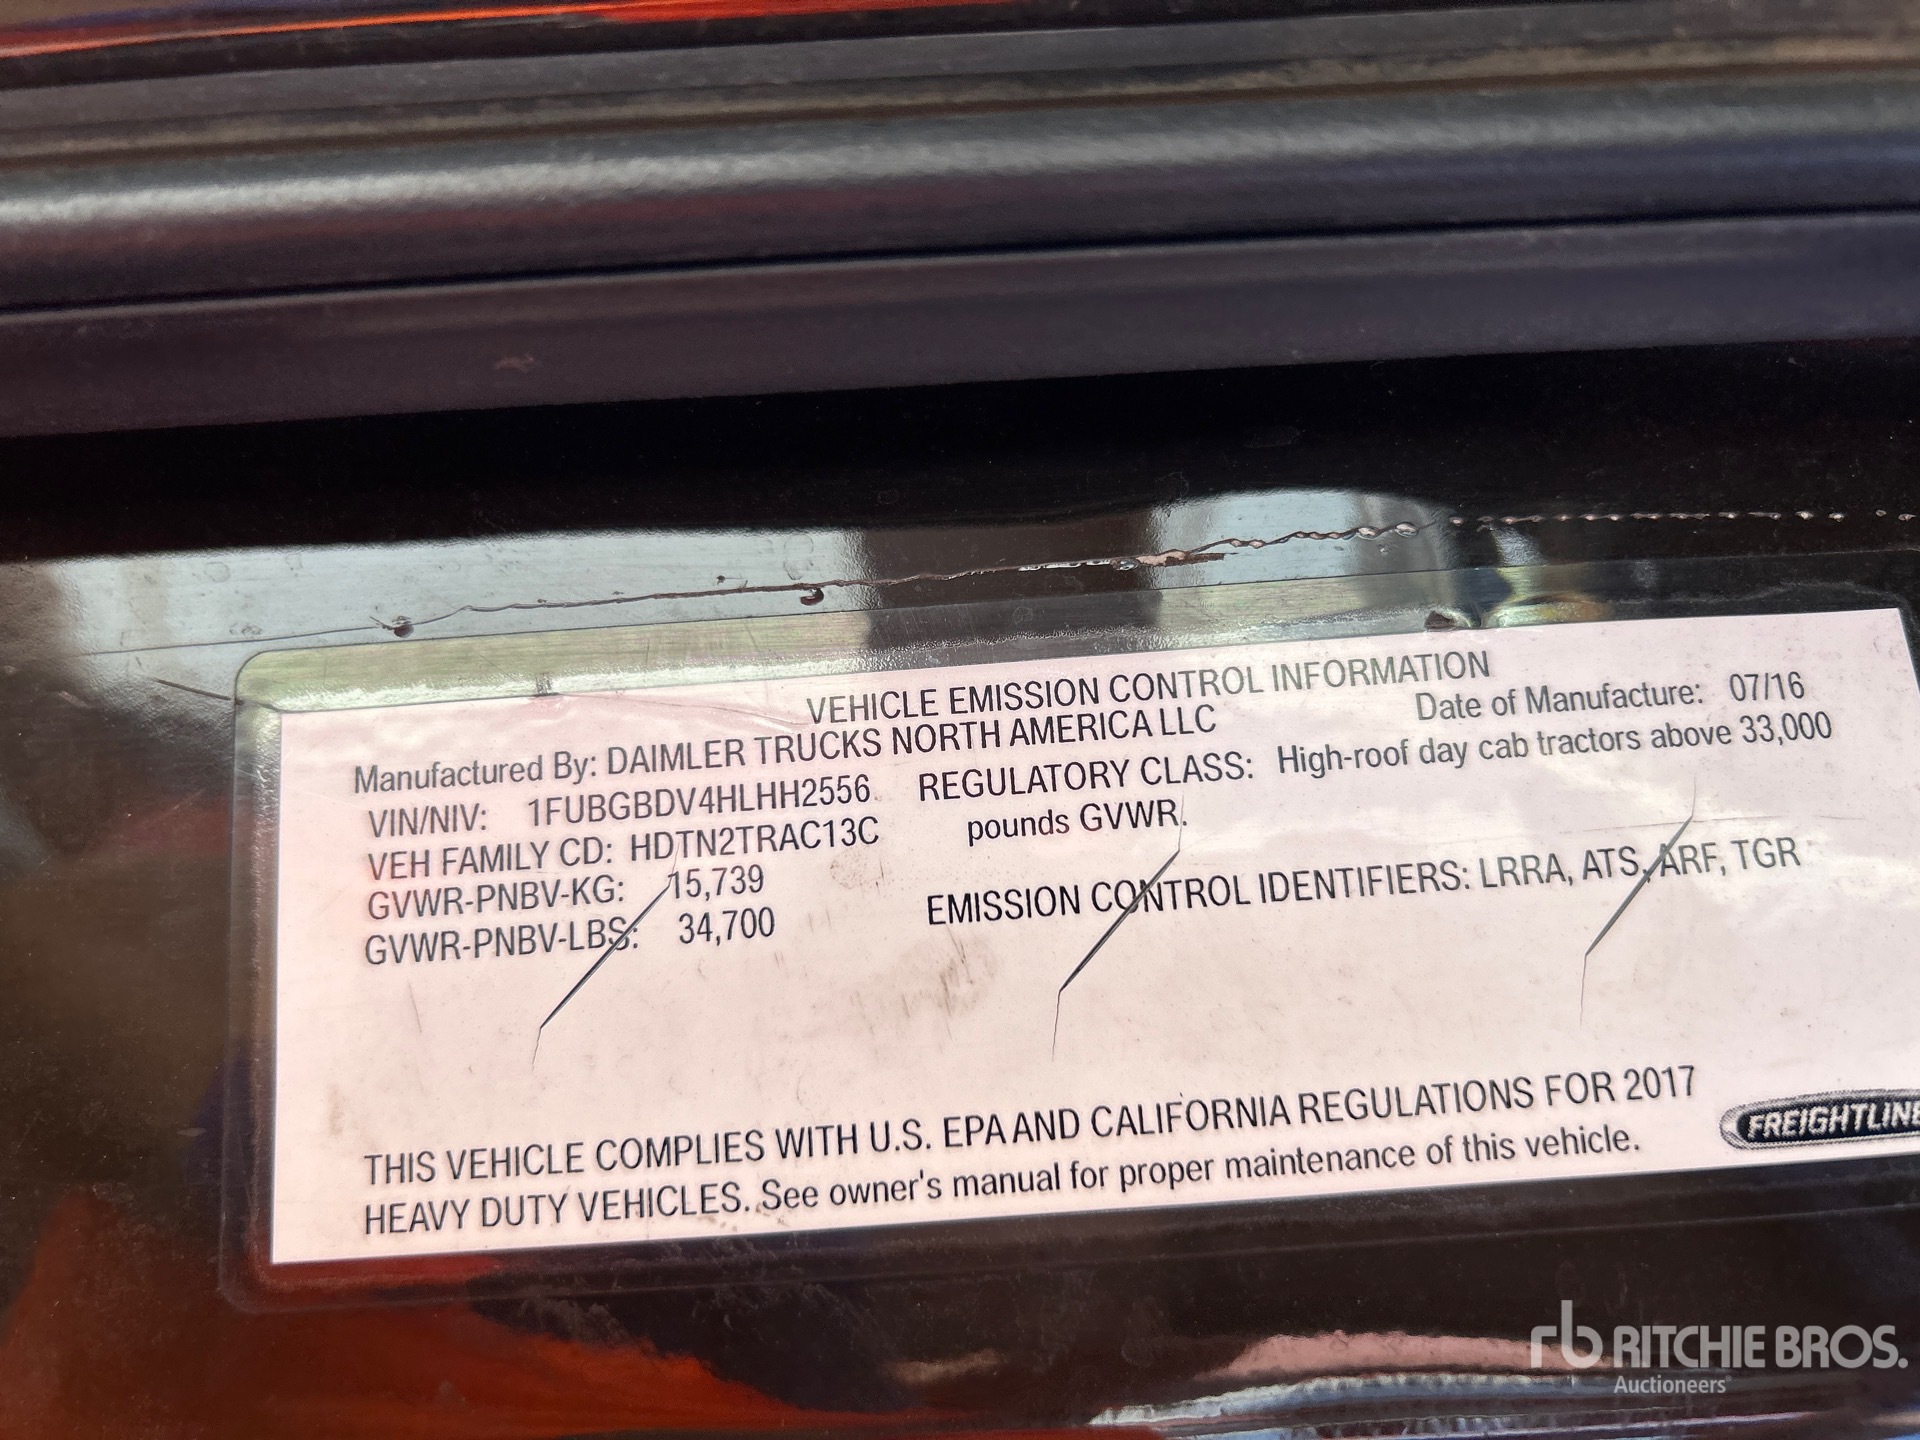 VEHICLE EMISSION CONTROL INFORMATION
Manufactured By: DAIMLER TRUCKS NORTH AMERICA LLC
Date of Manufacture: 07/16
VIN/NIV: 1FUBGBDV4HLHH2556
REGULATORY CLASS: High-roof day cab tractors above 33,000
pounds GVWR.
VEH FAMILY CD: HDTN2TRAC13C
GVWR-PNBV-KG: 15,739
GVWR-PNBV-LBS: 34,700
EMISSION CONTROL IDENTIFIERS: LRRA, ATS, ARF, TGR
THIS VEHICLE COMPLIES WITH U.S. EPA AND CALIFORNIA REGULATIONS FOR 2017
HEAVY DUTY VEHICLES. See owner's manual for proper maintenance of this vehicle.
FREIGHTLINE
rb RITCHIE BROS.
Auctioneers